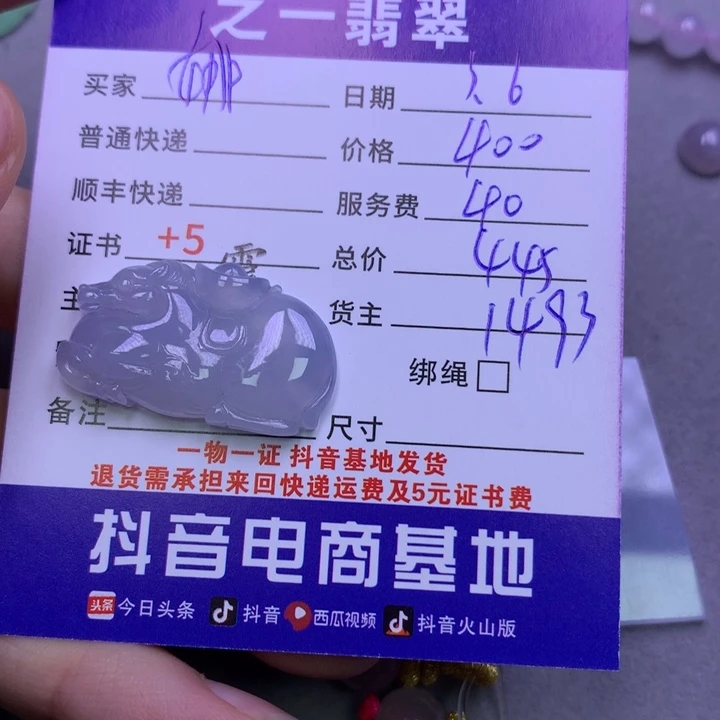 之一翡翠
买家 日期 3.6
普通快递 价格 400
顺丰快递 服务费 40
证书 +5 雪 总价 445
主 货主 1493
绑绳
备注 尺寸
一物一证 抖音基地发货
退货需承担来回快递运费及5元证书费
抖音电商基地
头条 今日头条 抖音 西瓜视频 抖音火山版